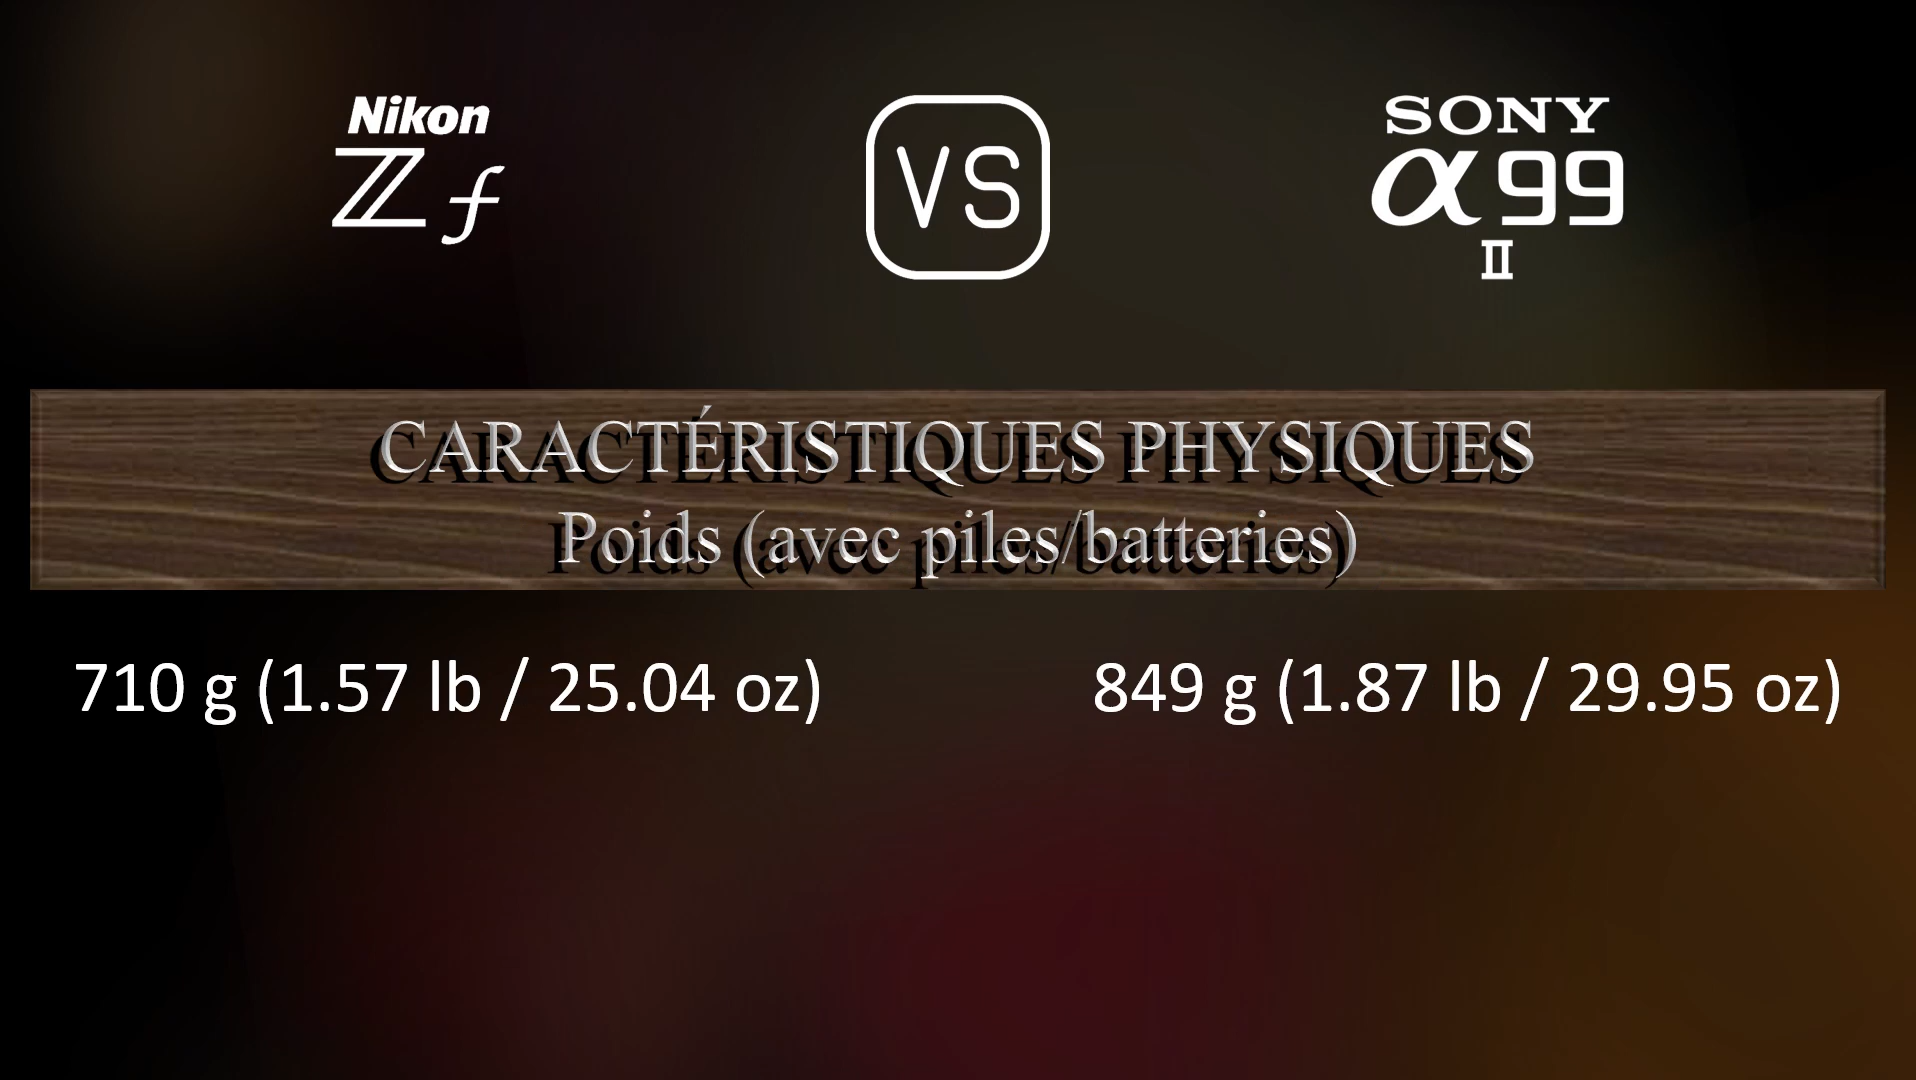 Nikon
Z f
VS
SONY
α99
II
CARACTÉRISTIQUES PHYSIQUES
Poids (avec piles/batteries)
710 g (1.57 lb / 25.04 oz)
849 g (1.87 lb / 29.95 oz)